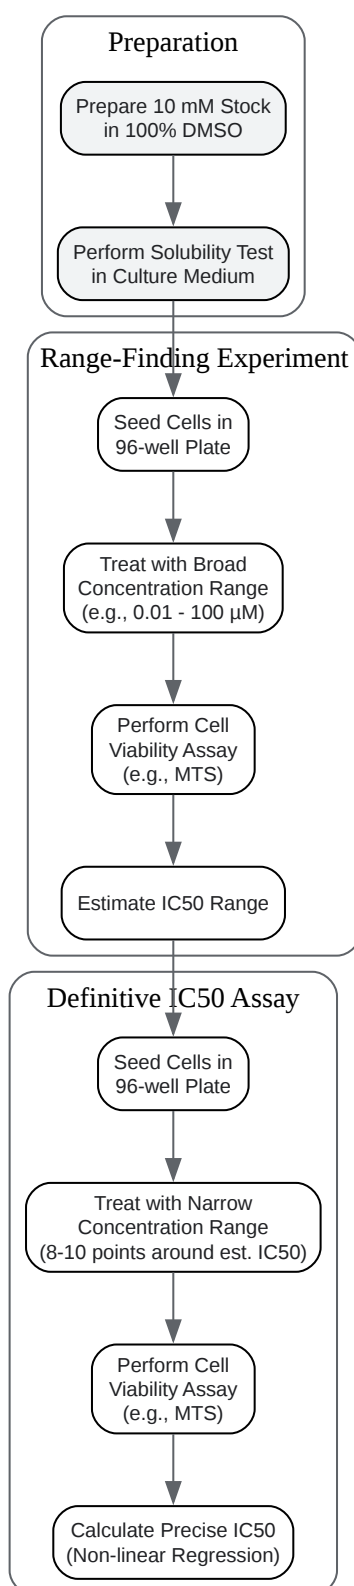 Preparation
Prepare 10 mM Stock
in 100% DMSO
Perform Solubility Test
in Culture Medium
Range-Finding Experiment
Seed Cells in
96-well Plate
Treat with Broad
Concentration Range
(e.g., 0.01 - 100 µM)
Perform Cell
Viability Assay
(e.g., MTS)
Estimate IC50 Range
Definitive IC50 Assay
Seed Cells in
96-well Plate
Treat with Narrow
Concentration Range
(8-10 points around est. IC50)
Perform Cell
Viability Assay
(e.g., MTS)
Calculate Precise IC50
(Non-linear Regression)